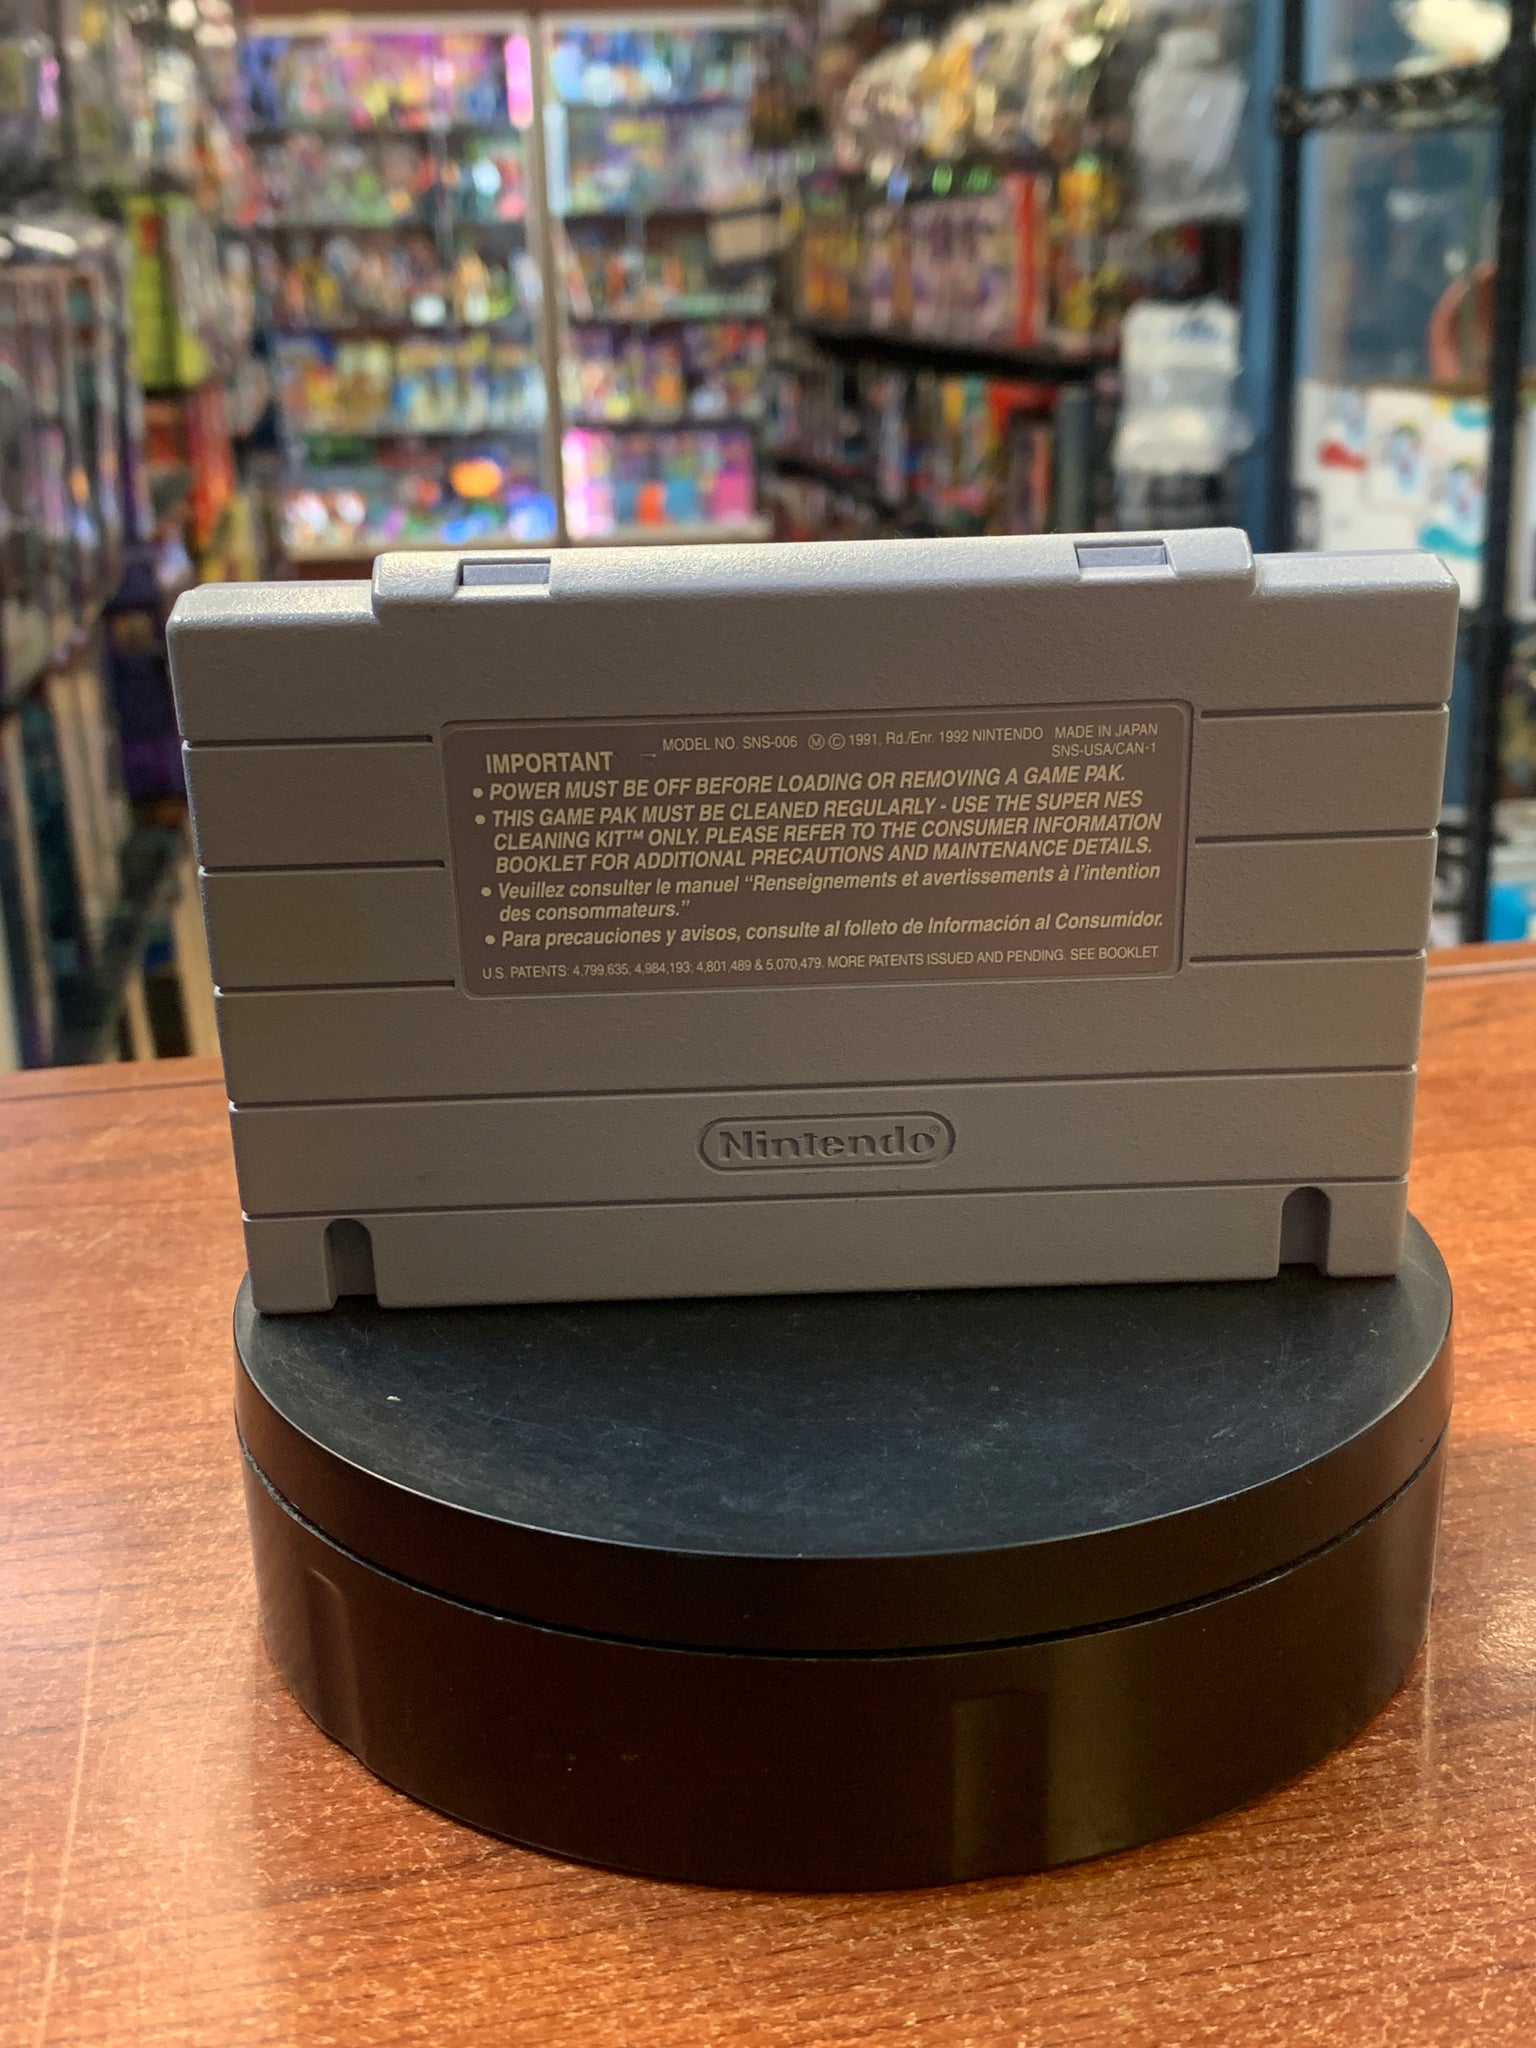 MODEL NO. SNS-006 Ⓜ © 1991, Rd./Enr. 1992 NINTENDO MADE IN JAPAN
IMPORTANT SNS-USA/CAN-1
• POWER MUST BE OFF BEFORE LOADING OR REMOVING A GAME PAK.
• THIS GAME PAK MUST BE CLEANED REGULARLY - USE THE SUPER NES
CLEANING KIT™ ONLY. PLEASE REFER TO THE CONSUMER INFORMATION
BOOKLET FOR ADDITIONAL PRECAUTIONS AND MAINTENANCE DETAILS.
• Veuillez consulter le manuel “Renseignements et avertissements à l’intention
des consommateurs.”
• Para precauciones y avisos, consulte al folleto de Información al Consumidor.
U.S. PATENTS: 4,799,635; 4,984,193; 4,801,489 & 5,070,479. MORE PATENTS ISSUED AND PENDING. SEE BOOKLET.
Nintendo®